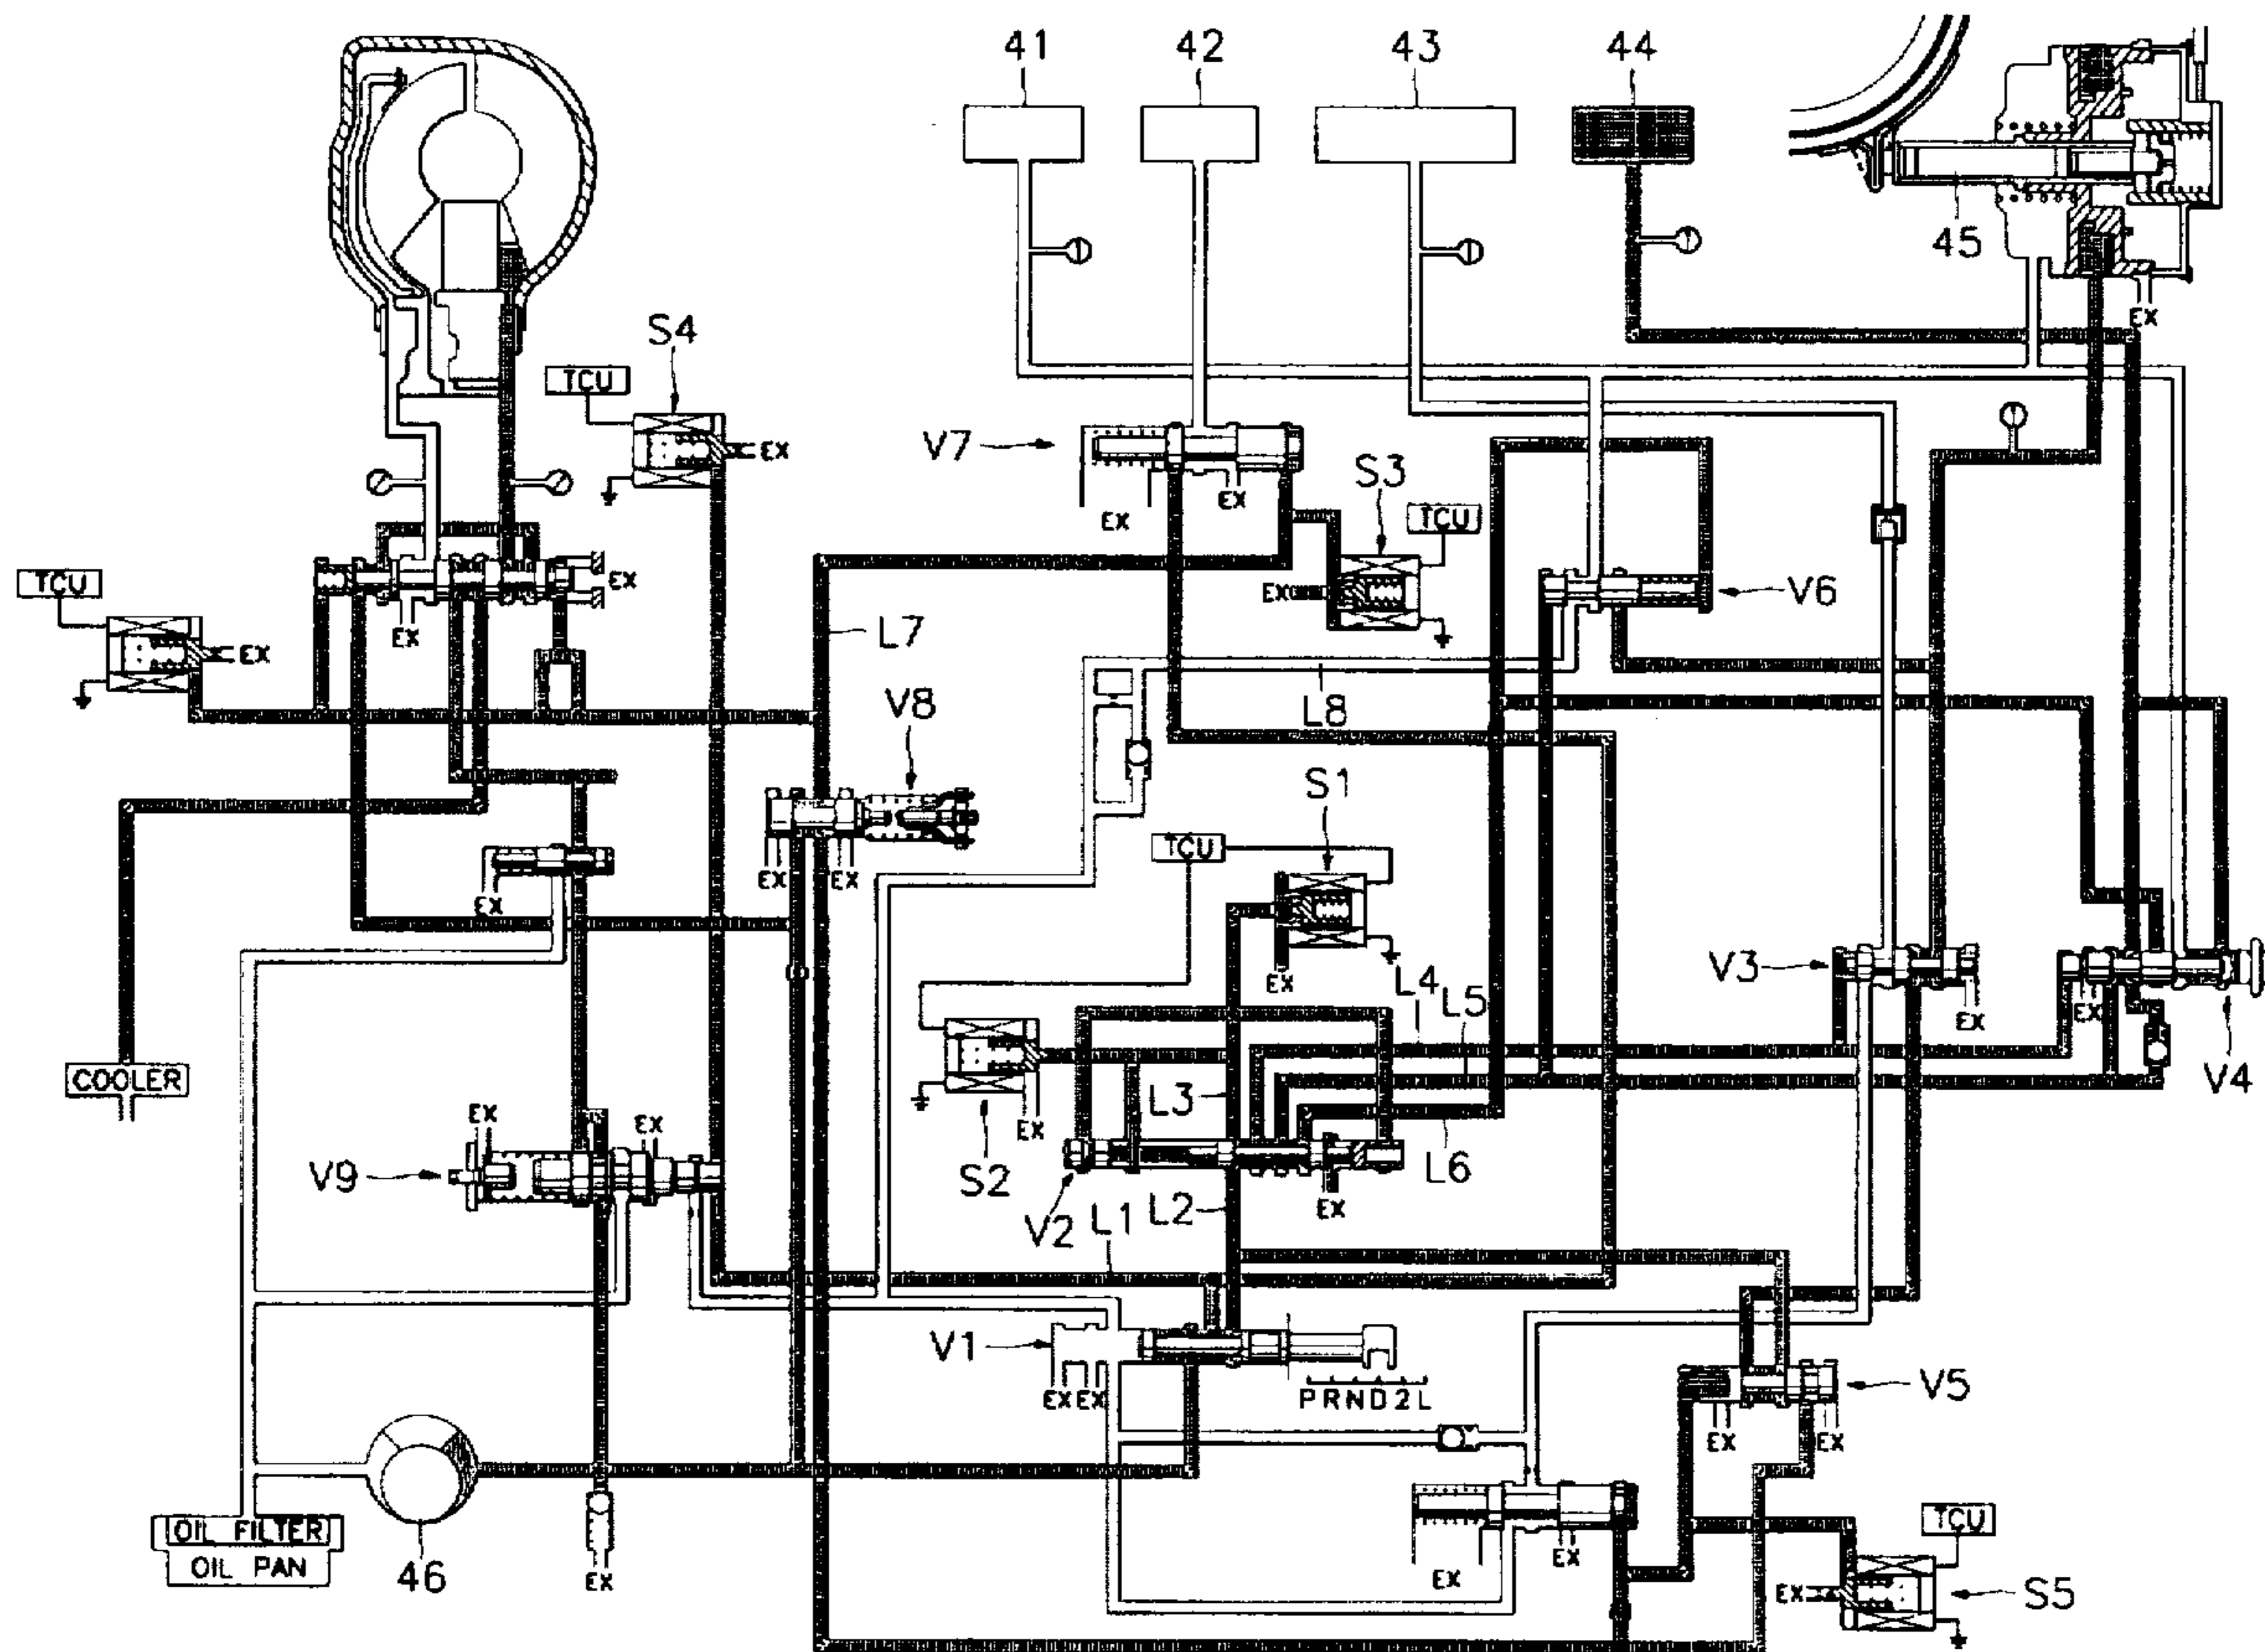 41 42 43 44
45
EX
S4
TCU
EX
V7
EX
EX
S3
TCU
EX
V6
TCU
EX
EX
EX
L7
L8
V8
EX
EX
S1
TCU
EX
EX
V3
EX
EX
V4
L4
L5
COOLER
S2
EX
L3
L6
V2
EX
L2
L1
EX
EX
V9
V1
EX EX
PRND2L
V5
EX
EX
OIL FILTER
OIL PAN
46
EX
EX
EX
TCU
EX
S5